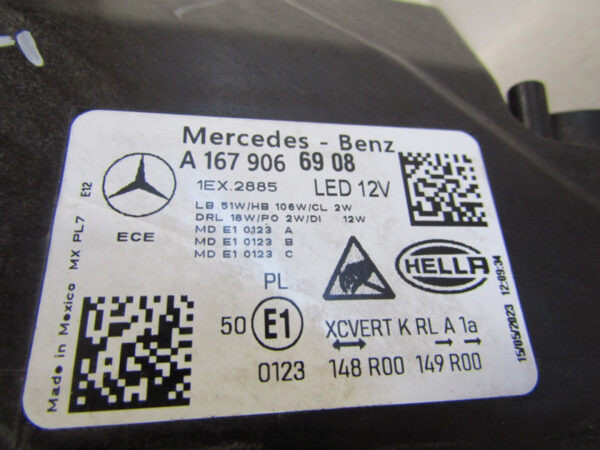 Mercedes - Benz
A 167 906 6908
1EX.2885 LED 12V
LB 51W/HB 106W/CL 2W
DRL 18W/PO 2W/DI 12W
MD E1 0123 A
MD E1 0123 B
MD E1 0123 C
E12
ECE
HELLA
PL
50 E1 XCVERT K RL A 1a
0123 148 R00 149 R00
Made in Mexico MX PL7
15/05/2023 12:09:34